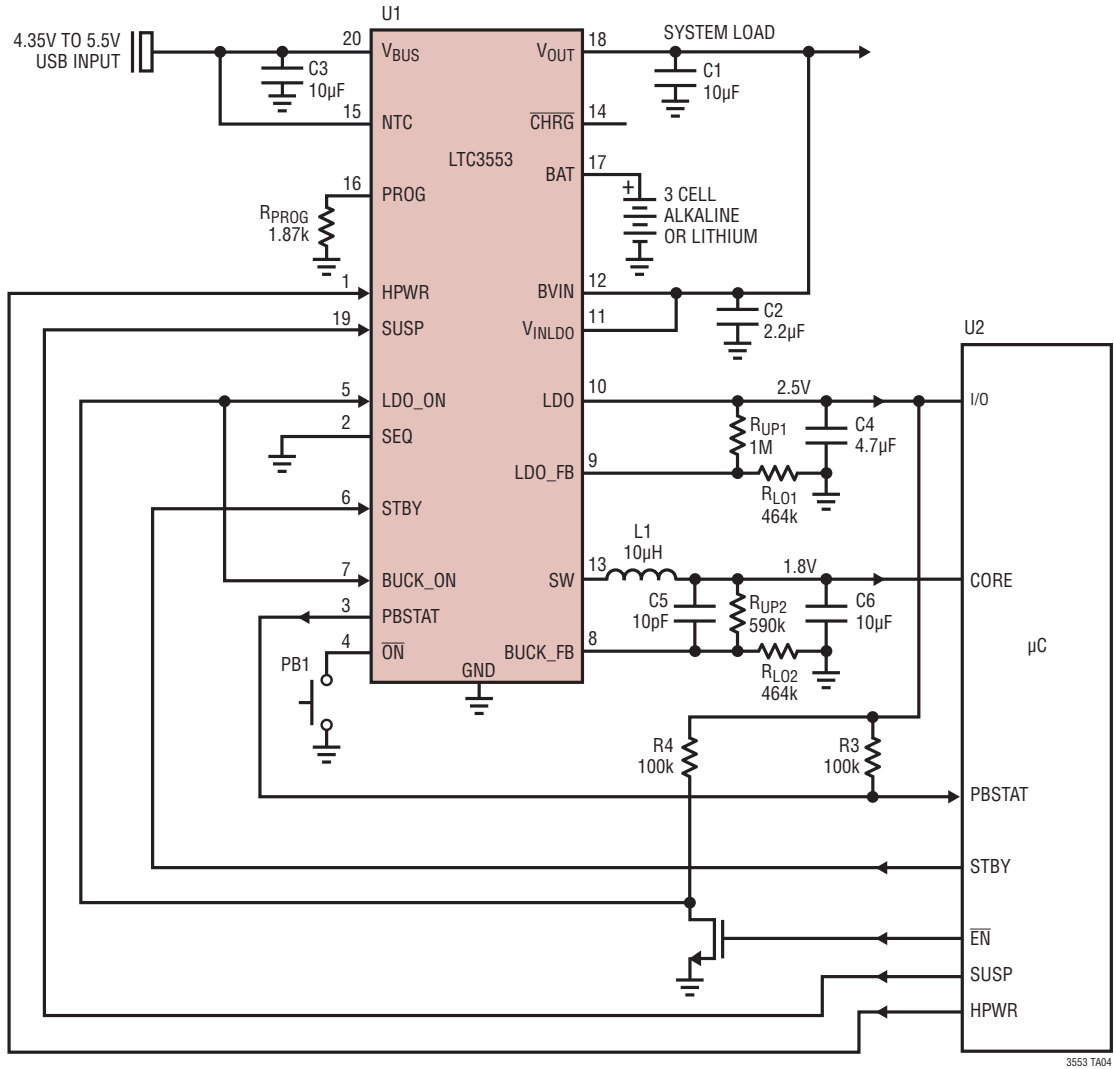 U1
4.35V TO 5.5V
USB INPUT
20
VBUS
VOUT
18
SYSTEM LOAD
C3
10µF
C1
10µF
15
NTC
CHRG
14
LTC3553
BAT
17
+
3 CELL
ALKALINE
OR LITHIUM
16
PROG
RPROG
1.87k
1
HPWR
BVIN
12
C2
2.2µF
19
SUSP
VINLDO
11
U2
5
LDO_ON
LDO
10
2.5V
I/O
2
SEQ
RUP1
1M
C4
4.7µF
LDO_FB
9
RLO1
464k
6
STBY
L1
10µH
7
BUCK_ON
SW
13
1.8V
CORE
3
PBSTAT
C5
10pF
RUP2
590k
C6
10µF
4
ON
BUCK_FB
8
PB1
GND
RLO2
464k
µC
R4
100k
R3
100k
PBSTAT
STBY
EN
SUSP
HPWR
3553 TA04